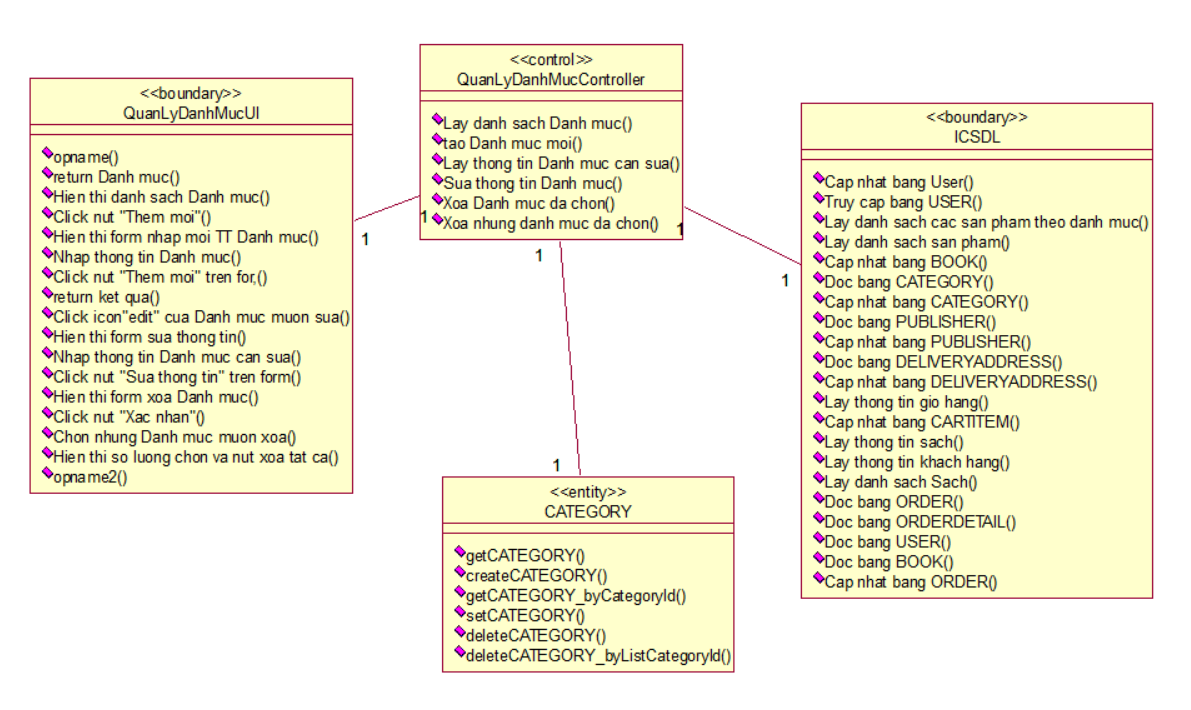 <<boundary>>
QuanLyDanhMucUI
opname()
return Danh muc()
Hien thi danh sach Danh muc()
Click nut "Them moi"()
Hien thi form nhap moi TT Danh muc()
Nhap thong tin Danh muc()
Click nut "Them moi" tren for,()
return ket qua()
Click icon"edit" cua Danh muc muon sua()
Hien thi form sua thong tin()
Nhap thong tin Danh muc can sua()
Click nut "Sua thong tin" tren form()
Hien thi form xoa Danh muc()
Click nut "Xac nhan"()
Chon nhung Danh muc muon xoa()
Hien thi so luong chon va nut xoa tat ca()
opname2()
1
<<control>>
QuanLyDanhMucController
Lay danh sach Danh muc()
tao Danh muc moi()
Lay thong tin Danh muc can sua()
Sua thong tin Danh muc()
Xoa Danh muc da chon()
Xoa nhung danh muc da chon()
1
1
1
1
1
<<entity>>
CATEGORY
getCATEGORY()
createCATEGORY()
getCATEGORY_byCategoryId()
setCATEGORY()
deleteCATEGORY()
deleteCATEGORY_byListCategoryId()
<<boundary>>
ICSDL
Cap nhat bang User()
Truy cap bang USER()
Lay danh sach cac san pham theo danh muc()
Lay danh sach san pham()
Cap nhat bang BOOK()
Doc bang CATEGORY()
Cap nhat bang CATEGORY()
Doc bang PUBLISHER()
Cap nhat bang PUBLISHER()
Doc bang DELIVERYADDRESS()
Cap nhat bang DELIVERYADDRESS()
Lay thong tin gio hang()
Cap nhat bang CARTITEM()
Lay thong tin sach()
Lay thong tin khach hang()
Lay danh sach Sach()
Doc bang ORDER()
Doc bang ORDERDETAIL()
Doc bang USER()
Doc bang BOOK()
Cap nhat bang ORDER()